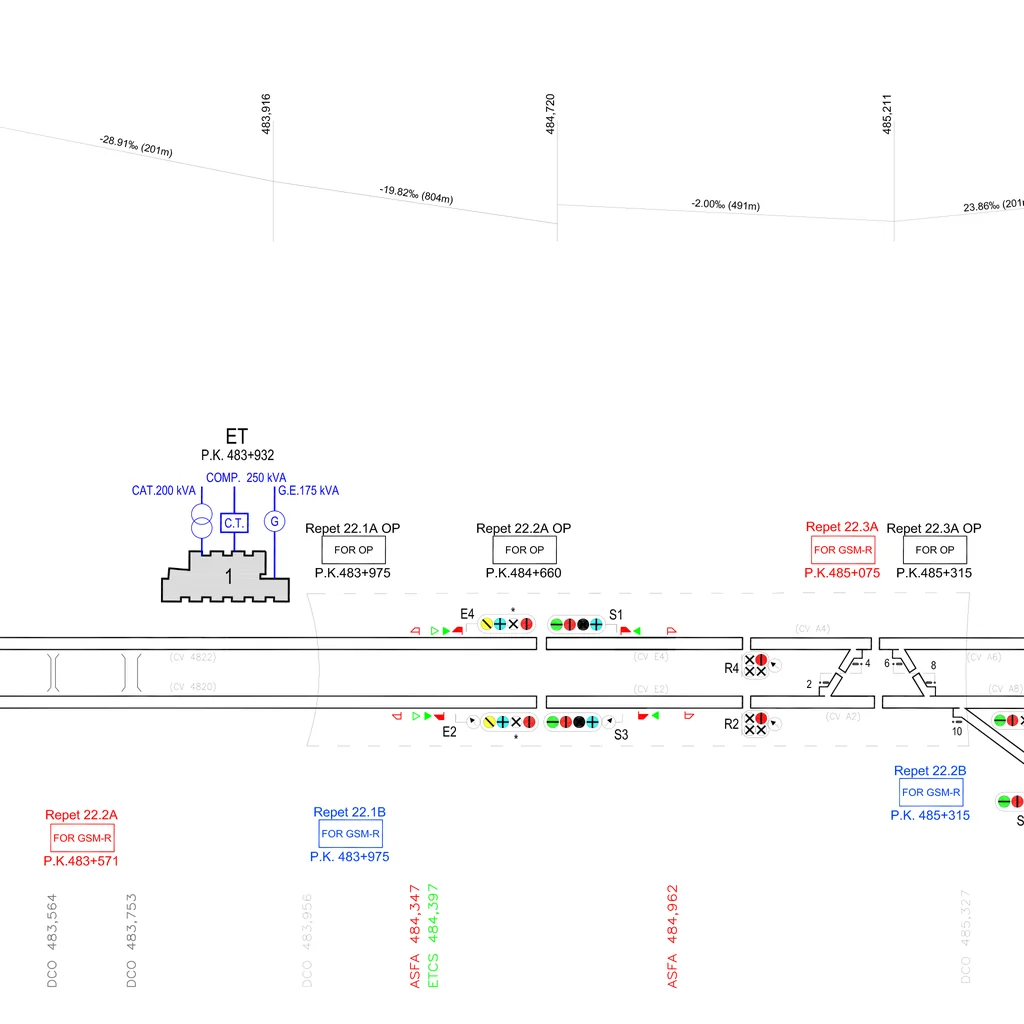 483,916
484,720
485,211
-28.91‰ (201m)
-19.82‰ (804m)
-2.00‰ (491m)
23.86‰ (201m
ET
P.K. 483+932
COMP. 250 kVA
CAT.200 kVA
G.E.175 kVA
C.T.
G
1
Repet 22.1A OP
FOR OP
P.K.483+975
Repet 22.2A OP
FOR OP
P.K.484+660
Repet 22.3A
FOR GSM-R
P.K.485+075
Repet 22.3A OP
FOR OP
P.K.485+315
E4
*
S1
(CV A4)
(CV 4822)
(CV E4)
(CV A6)
R4
4
6
8
2
(CV 4820)
(CV E2)
(CV A8)
(CV A2)
E2
*
S3
R2
10
Repet 22.2B
FOR GSM-R
P.K. 485+315
S
Repet 22.2A
FOR GSM-R
P.K.483+571
Repet 22.1B
FOR GSM-R
P.K. 483+975
DCO 483,564
DCO 483,753
DCO 483,956
ASFA 484,347
ETCS 484,397
ASFA 484,962
DCO 485,327